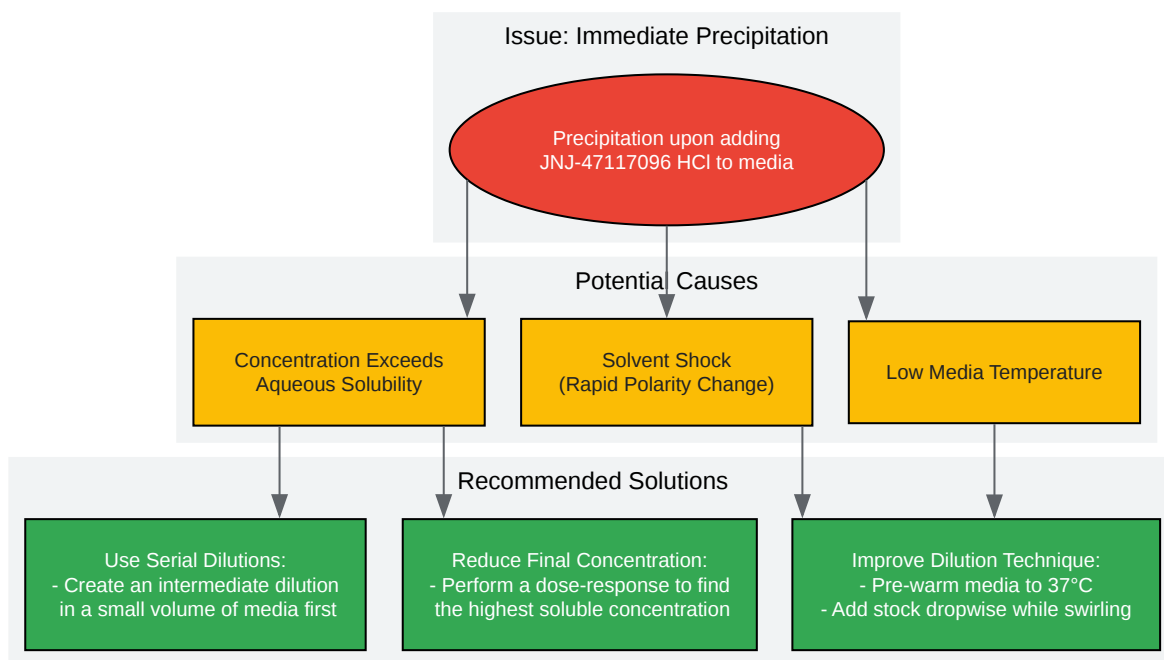 Issue: Immediate Precipitation
Precipitation upon adding
JNJ-47117096 HCl to media
Potential Causes
Concentration Exceeds
Aqueous Solubility
Solvent Shock
(Rapid Polarity Change)
Low Media Temperature
Recommended Solutions
Use Serial Dilutions:
- Create an intermediate dilution
in a small volume of media first
Reduce Final Concentration:
- Perform a dose-response to find
the highest soluble concentration
Improve Dilution Technique:
- Pre-warm media to 37°C
- Add stock dropwise while swirling